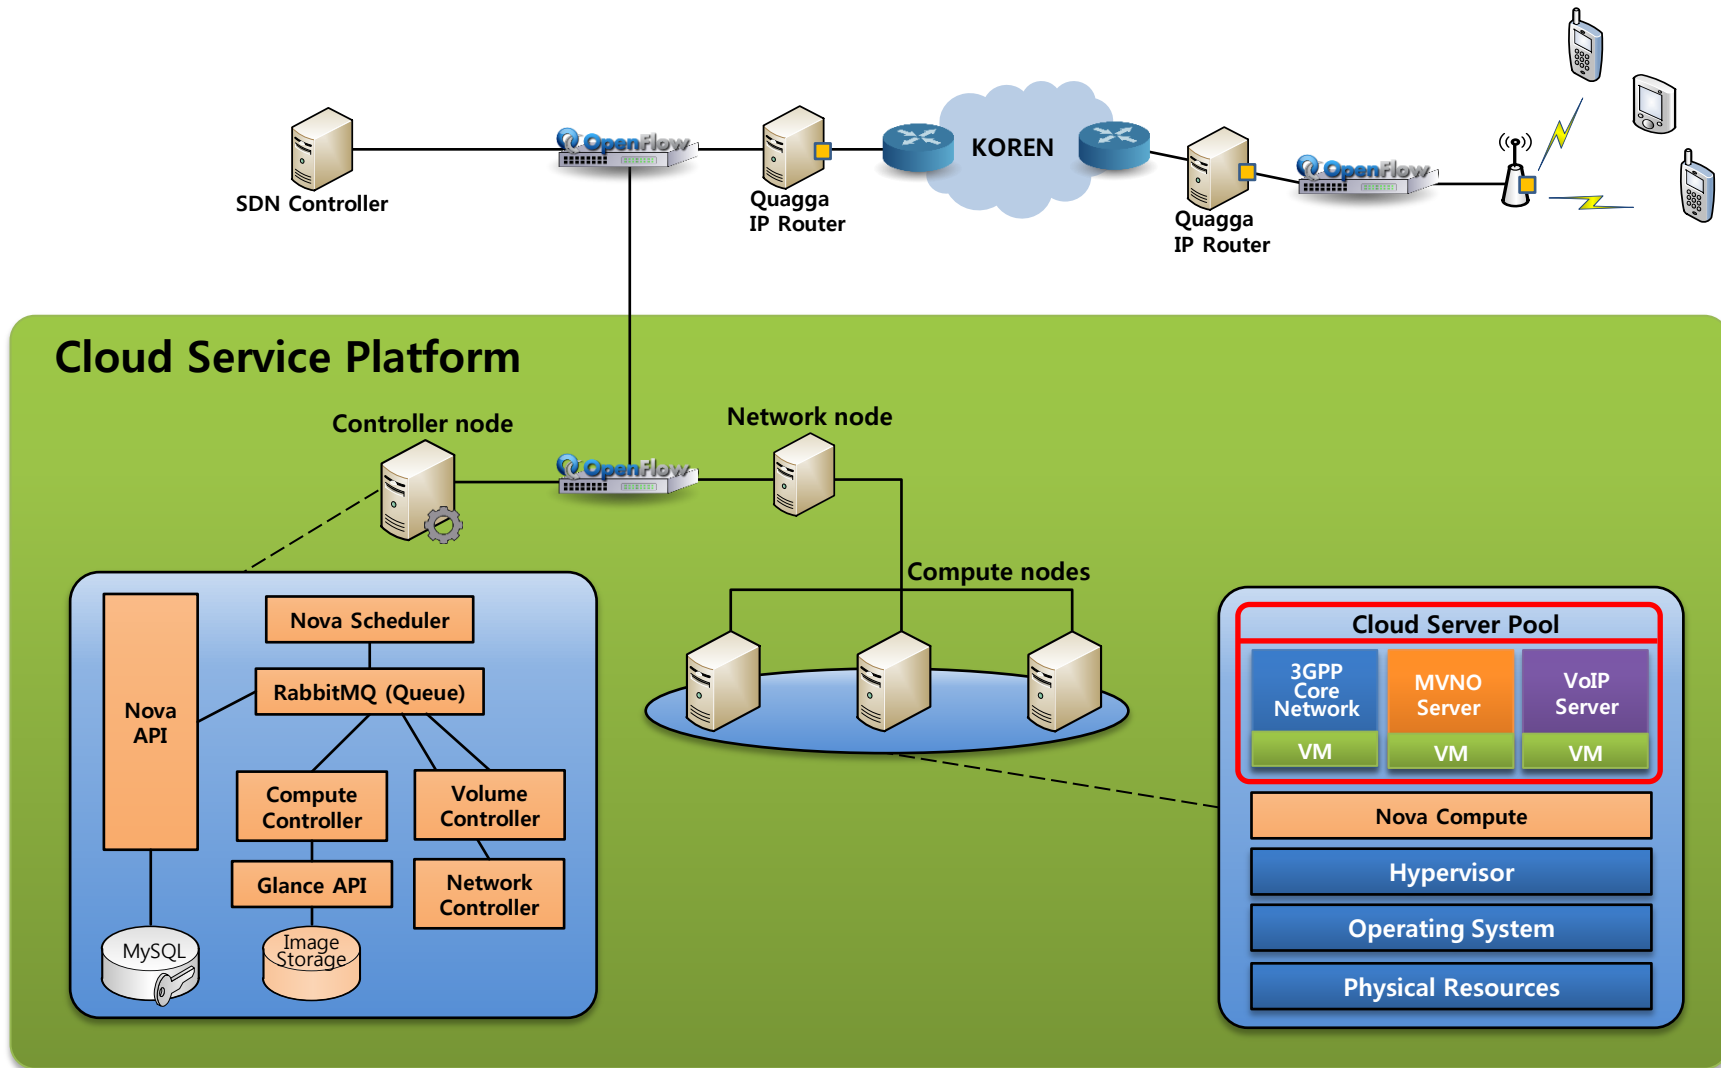 OpenFlow
KOREN
OpenFlow
SDN Controller
Quagga
IP Router
Quagga
IP Router
Cloud Service Platform
Controller node
Network node
OpenFlow
Compute nodes
Nova Scheduler
RabbitMQ (Queue)
Nova
API
Compute
Controller
Volume
Controller
Glance API
Network
Controller
MySQL
Image
Storage
Cloud Server Pool
3GPP
Core
Network
VM
MVNO
Server
VM
VoIP
Server
VM
Nova Compute
Hypervisor
Operating System
Physical Resources